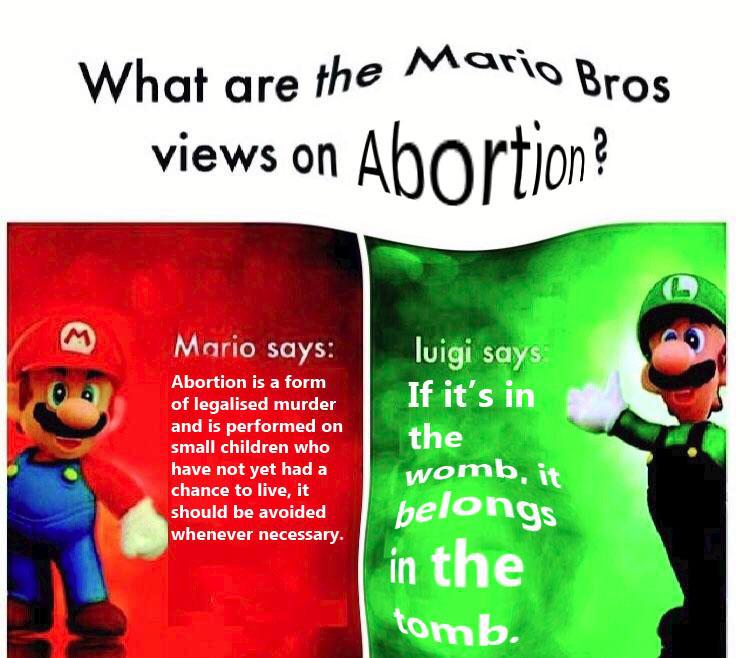 What are the Mario Bros
views on Abortion?
Mario says:
Abortion is a form
of legalised murder
and is performed on
small children who
have not yet had a
chance to live, it
should be avoided
whenever necessary.
luigi says:
If it's in
the
womb, it
belongs
in the
tomb.
M
L